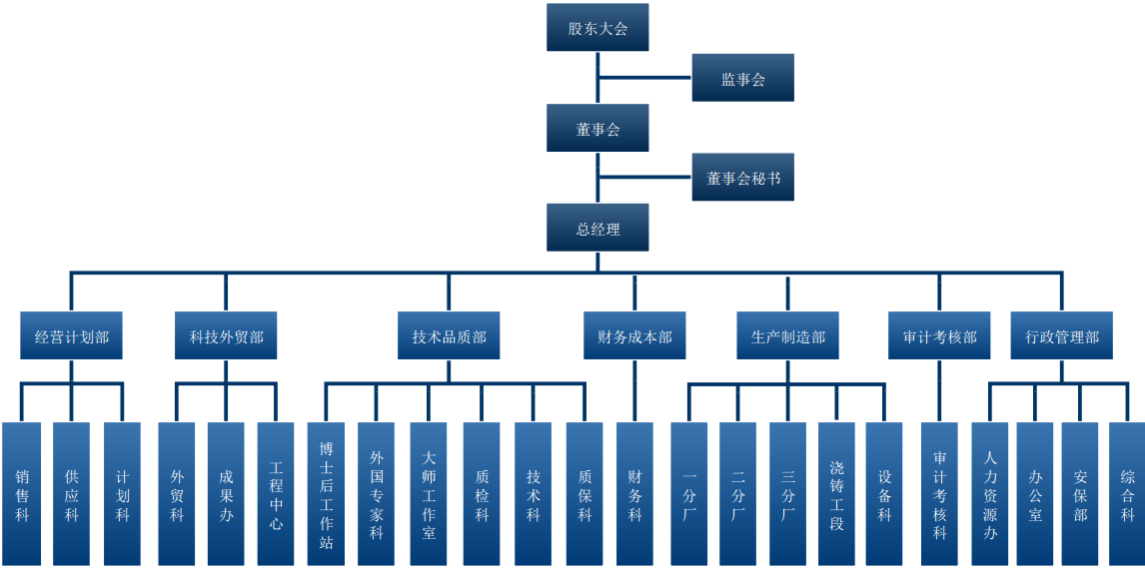 股东大会
监事会
董事会
董事会秘书
总经理
经营计划部
科技外贸部
技术品质部
财务成本部
生产制造部
审计考核部
行政管理部
销售科
供应科
计划科
外贸科
成果办
工程中心
博士后工作站
外国专家科
大师工作室
质检科
技术科
质保科
财务科
一分厂
二分厂
三分厂
浇铸工段
设备科
审计考核科
人力资源办
办公室
安保部
综合科